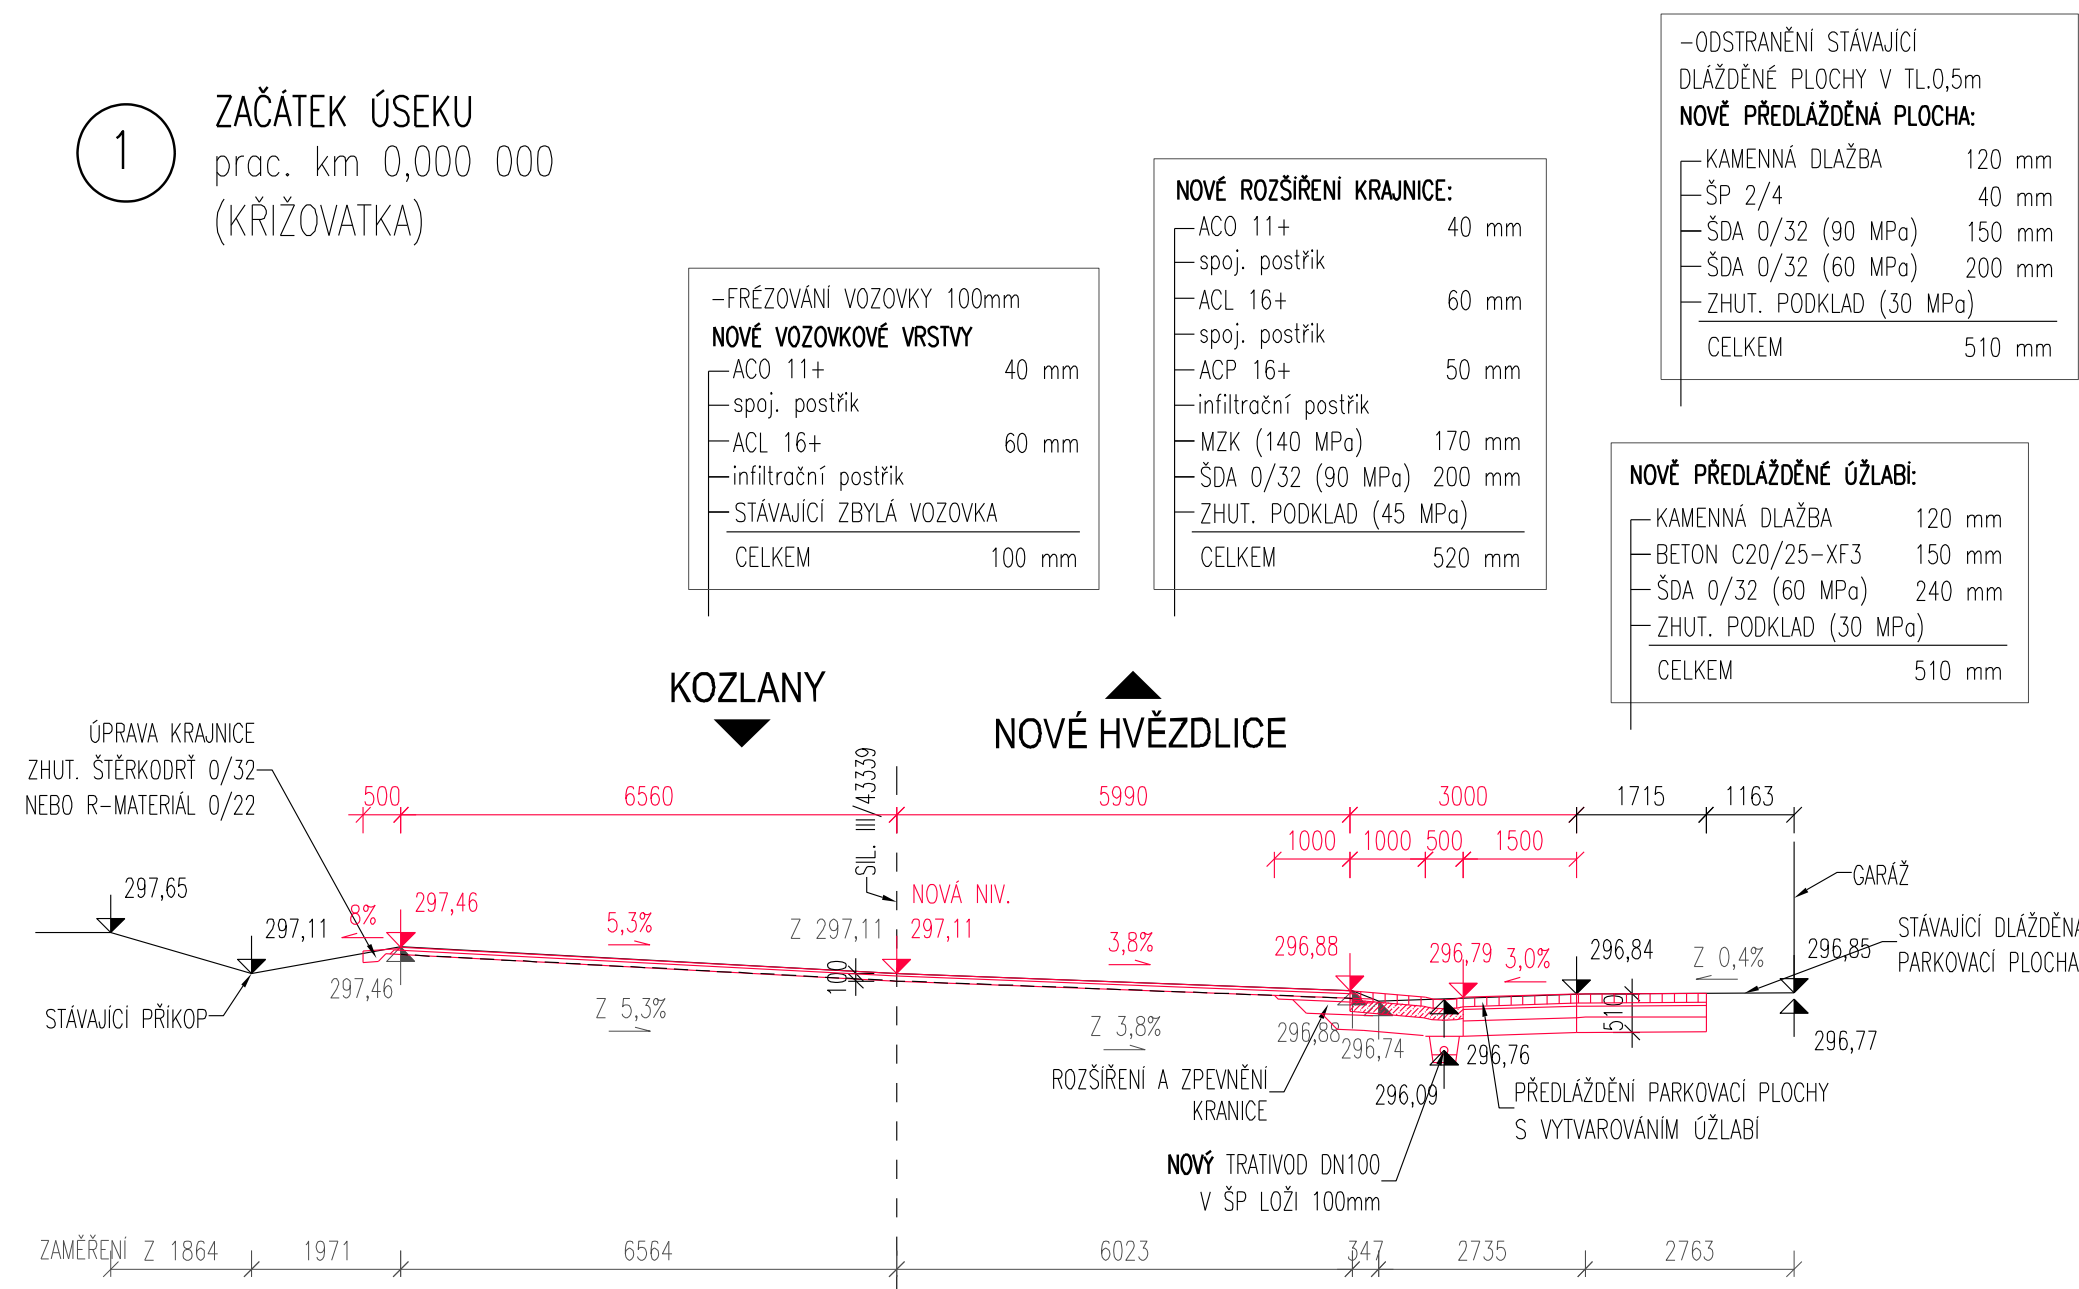 1
ZAČÁTEK ÚSEKU
prac. km 0,000 000
(KŘIŽOVATKA)
-FRÉZOVÁNÍ VOZOVKY 100mm
NOVÉ VOZOVKOVÉ VRSTVY
ACO 11+ 40 mm
spoj. postřik
ACL 16+ 60 mm
infiltrační postřik
STÁVAJÍCÍ ZBYLÁ VOZOVKA
CELKEM 100 mm
NOVÉ ROZŠÍŘENÍ KRAJNICE:
ACO 11+ 40 mm
spoj. postřik
ACL 16+ 60 mm
spoj. postřik
ACP 16+ 50 mm
infiltrační postřik
MZK (140 MPa) 170 mm
ŠDA 0/32 (90 MPa) 200 mm
ZHUT. PODKLAD (45 MPa)
CELKEM 520 mm
-ODSTRANĚNÍ STÁVAJÍCÍ
DLÁŽDĚNÉ PLOCHY V TL.0,5m
NOVĚ PŘEDLÁŽDĚNÁ PLOCHA:
KAMENNÁ DLAŽBA 120 mm
ŠP 2/4 40 mm
ŠDA 0/32 (90 MPa) 150 mm
ŠDA 0/32 (60 MPa) 200 mm
ZHUT. PODKLAD (30 MPa)
CELKEM 510 mm
NOVĚ PŘEDLÁŽDĚNÉ ÚŽLABÍ:
KAMENNÁ DLAŽBA 120 mm
BETON C20/25-XF3 150 mm
ŠDA 0/32 (60 MPa) 240 mm
ZHUT. PODKLAD (30 MPa)
CELKEM 510 mm
KOZLANY
NOVÉ HVĚZDLICE
ÚPRAVA KRAJNICE
ZHUT. ŠTĚRKODRŤ 0/32
NEBO R-MATERIÁL 0/22
SIL. III/43339
500 6560 5990 3000 1715 1163
1000 1000 500 1500
GARÁŽ
297,65
297,11
8%
297,46
5,3%
Z 297,11
NOVÁ NIV.
297,11
3,8%
296,88
296,79
3,0%
296,84
Z 0,4%
296,85
STÁVAJÍCÍ DLÁŽDĚNÁ
PARKOVACÍ PLOCHA
100
297,46
STÁVAJÍCÍ PŘÍKOP
Z 5,3%
Z 3,8%
296,88
296,74
296,76
510
296,77
ROZŠÍŘENÍ A ZPEVNĚNÍ
KRANICE
296,09
PŘEDLÁŽDĚNÍ PARKOVACÍ PLOCHY
S VYTVAROVÁNÍM ÚŽLABÍ
NOVÝ TRATIVOD DN100
V ŠP LOŽI 100mm
ZAMĚŘENÍ Z 1864 1971 6564 6023 347 2735 2763